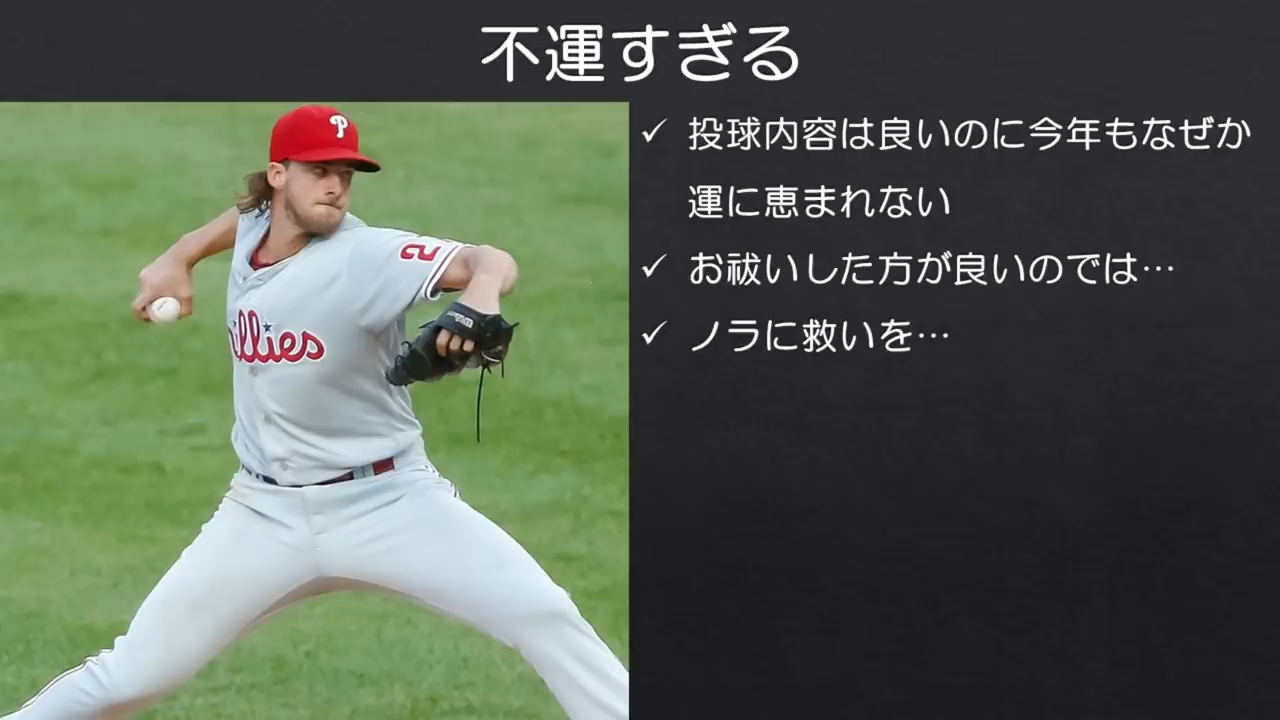 不運すぎる
✓ 投球内容は良いのに今年もなぜか
運に恵まれない
✓ お祓いした方が良いのでは…
✓ ノラに救いを…
P
2
illies